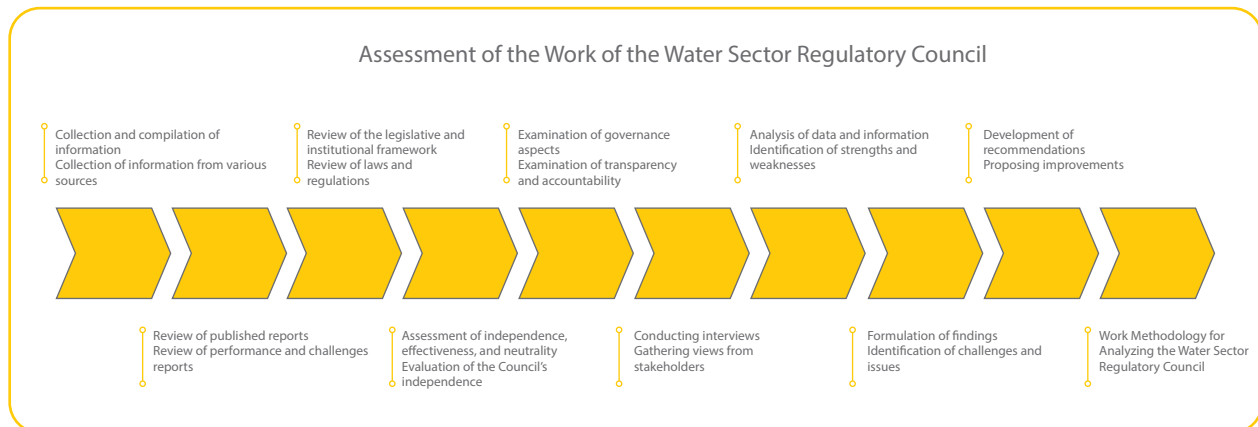 Assessment of the Work of the Water Sector Regulatory Council
Collection and compilation of
information
Collection of information from various
sources
Review of the legislative and
institutional framework
Review of laws and
regulations
Examination of governance
aspects
Examination of transparency
and accountability
Analysis of data and information
Identification of strengths and
weaknesses
Development of
recommendations
Proposing improvements
Review of published reports
Review of performance and challenges
reports
Assessment of independence,
effectiveness, and neutrality
Evaluation of the Council's
independence
Conducting interviews
Gathering views from
stakeholders
Formulation of findings
Identification of challenges and
issues
Work Methodology for
Analyzing the Water Sector
Regulatory Council